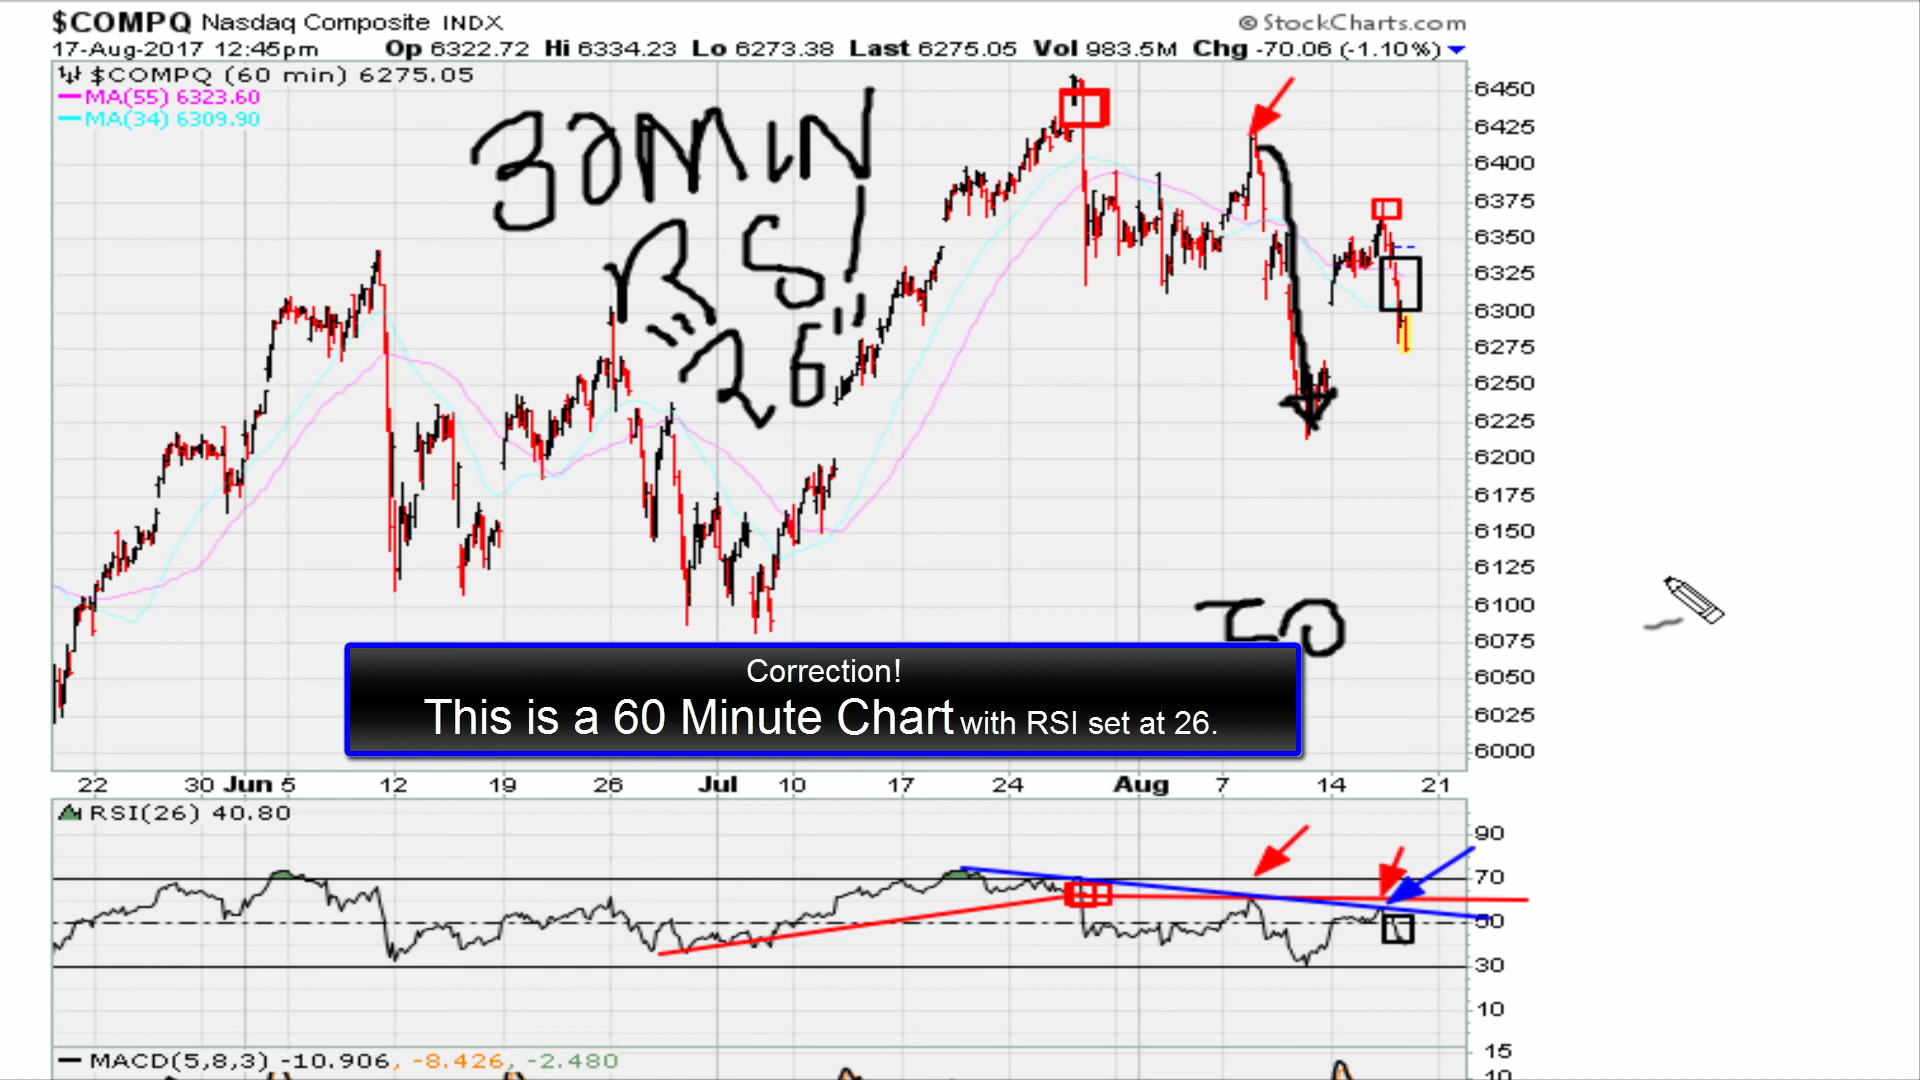 $COMPQ Nasdaq Composite INDX © StockCharts.com
17-Aug-2017 12:45pm Op 6322.72 Hi 6334.23 Lo 6273.38 Last 6275.05 Vol 983.5M Chg -70.06 (-1.10%)
$COMPQ (60 min) 6275.05
MA(55) 6323.60
MA(34) 6309.90
30MIN
RSI
"26"
6450
6425
6400
6375
6350
6325
6300
6275
6250
6225
6200
6175
6150
6125
6100
6075
6050
6025
6000
Correction!
This is a 60 Minute Chart with RSI set at 26.
22 30 Jun 5 12 19 26 Jul 10 17 24 Aug 7 14 21
RSI(26) 40.80
90
70
50
30
10
MACD(5,8,3) -10.906, -8.426, -2.480
15
10